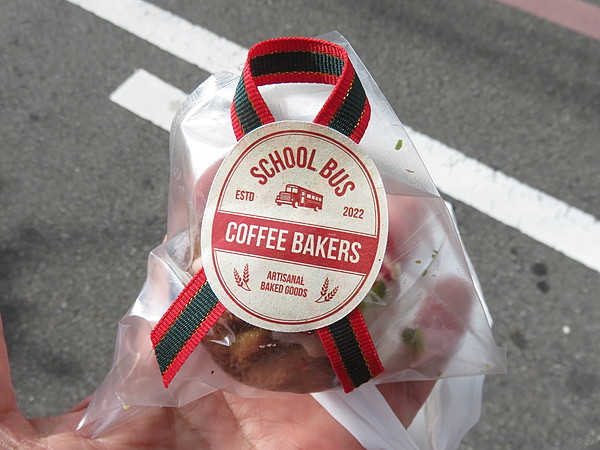 SCHOOL BUS
ESTD 2022
COFFEE BAKERS
ARTISANAL
BAKED GOODS